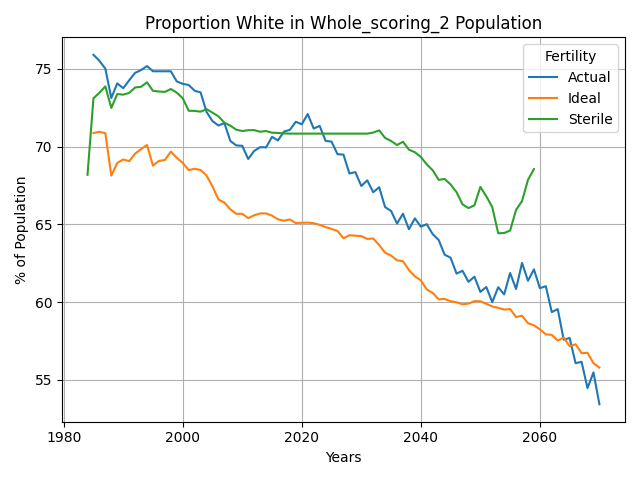 Proportion White in Whole_scoring_2 Population
Fertility
Actual
Ideal
Sterile
% of Population
75
70
65
60
55
1980
2000
2020
2040
2060
Years